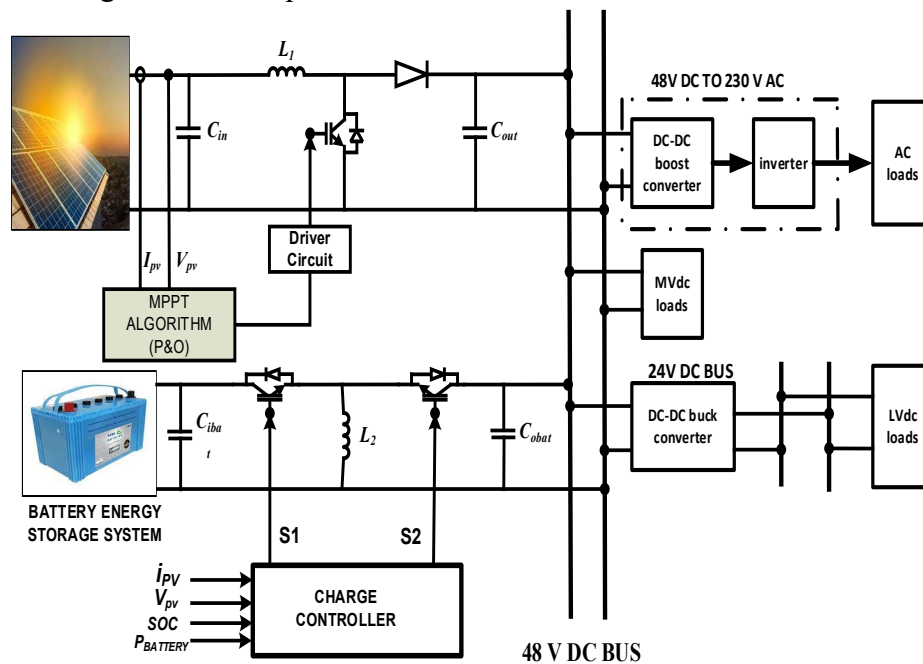 L1
48V DC TO 230 V AC
Cin
Cout
DC-DC
boost
converter
inverter
AC
loads
Driver
Circuit
Ipv
Vpv
MPPT
ALGORITHM
(P&O)
MVdc
loads
24V DC BUS
DC-DC buck
converter
LVdc
loads
Ciba
t
L2
Cobat
BATTERY ENERGY
STORAGE SYSTEM
S1
S2
iPV
Vpv
SOC
PBATTERY
CHARGE
CONTROLLER
48 V DC BUS